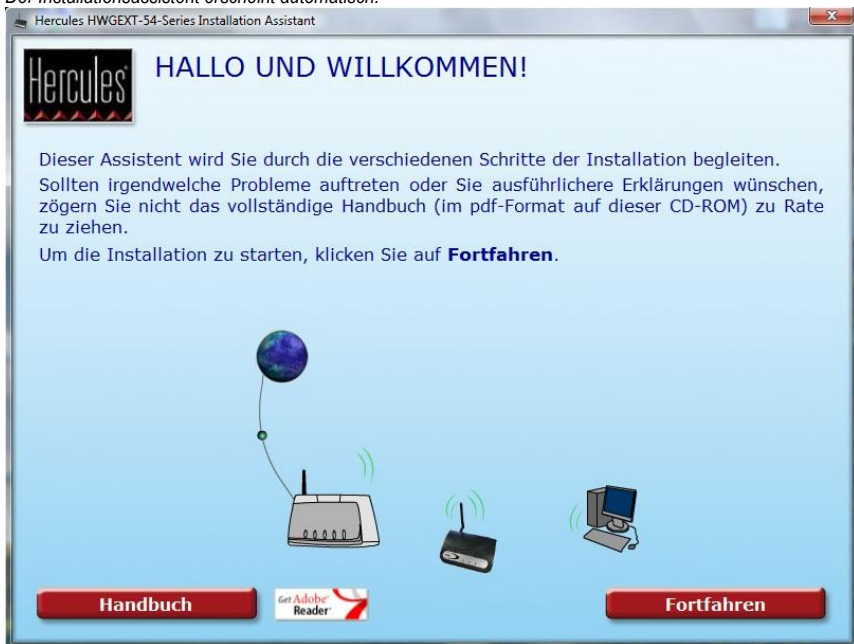 Der Installationsassistent erscheint automatisch.
Hercules HWGEXT-54-Series Installation Assistant
Hercules
HALLO UND WILLKOMMEN!
Dieser Assistent wird Sie durch die verschiedenen Schritte der Installation begleiten.
Sollten irgendwelche Probleme auftreten oder Sie ausführlichere Erklärungen wünschen,
zögern Sie nicht das vollständige Handbuch (im pdf-Format auf dieser CD-ROM) zu Rate
zu ziehen.
Um die Installation zu starten, klicken Sie auf Fortfahren.
Handbuch
Get Adobe®
Reader®
Fortfahren